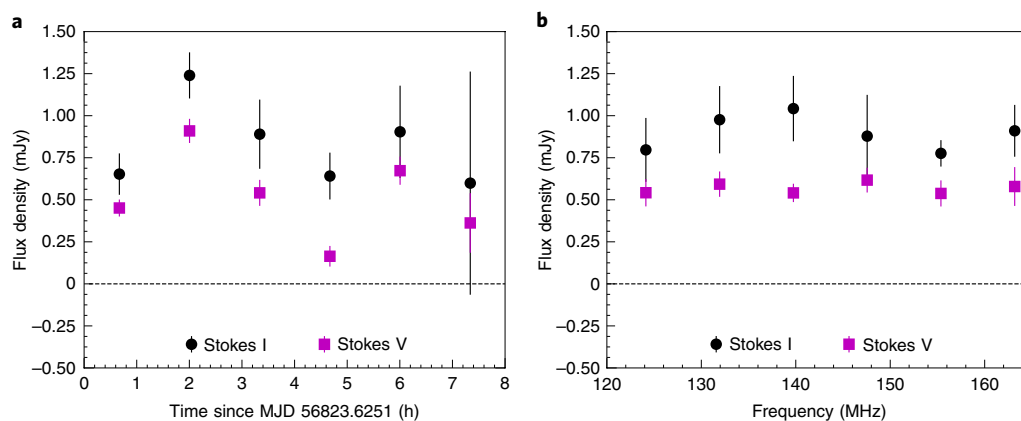 a
1.50
1.25
1.00
0.75
0.50
0.25
0
–0.25
–0.50
Flux density (mJy)
Stokes I Stokes V
0 1 2 3 4 5 6 7 8
Time since MJD 56823.6251 (h)
b
1.50
1.25
1.00
0.75
0.50
0.25
0
–0.25
–0.50
Flux density (mJy)
Stokes I Stokes V
120 130 140 150 160
Frequency (MHz)